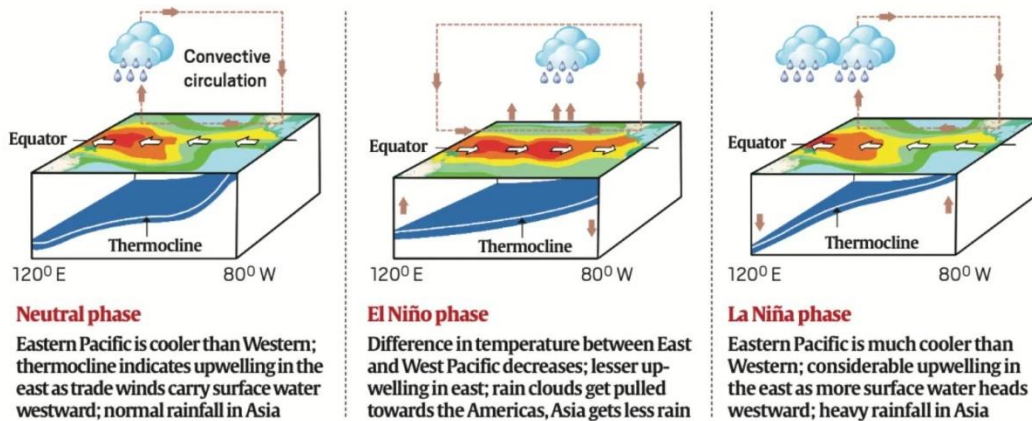 Convective
circulation
Equator
Thermocline
120⁰ E
80⁰ W
Neutral phase
Eastern Pacific is cooler than Western;
thermocline indicates upwelling in the
east as trade winds carry surface water
westward; normal rainfall in Asia
Equator
Thermocline
120⁰ E
80⁰ W
El Niño phase
Difference in temperature between East
and West Pacific decreases; lesser up-
welling in east; rain clouds get pulled
towards the Americas, Asia gets less rain
Equator
Thermocline
120⁰ E
80⁰ W
La Niña phase
Eastern Pacific is much cooler than
Western; considerable upwelling in
the east as more surface water heads
westward; heavy rainfall in Asia